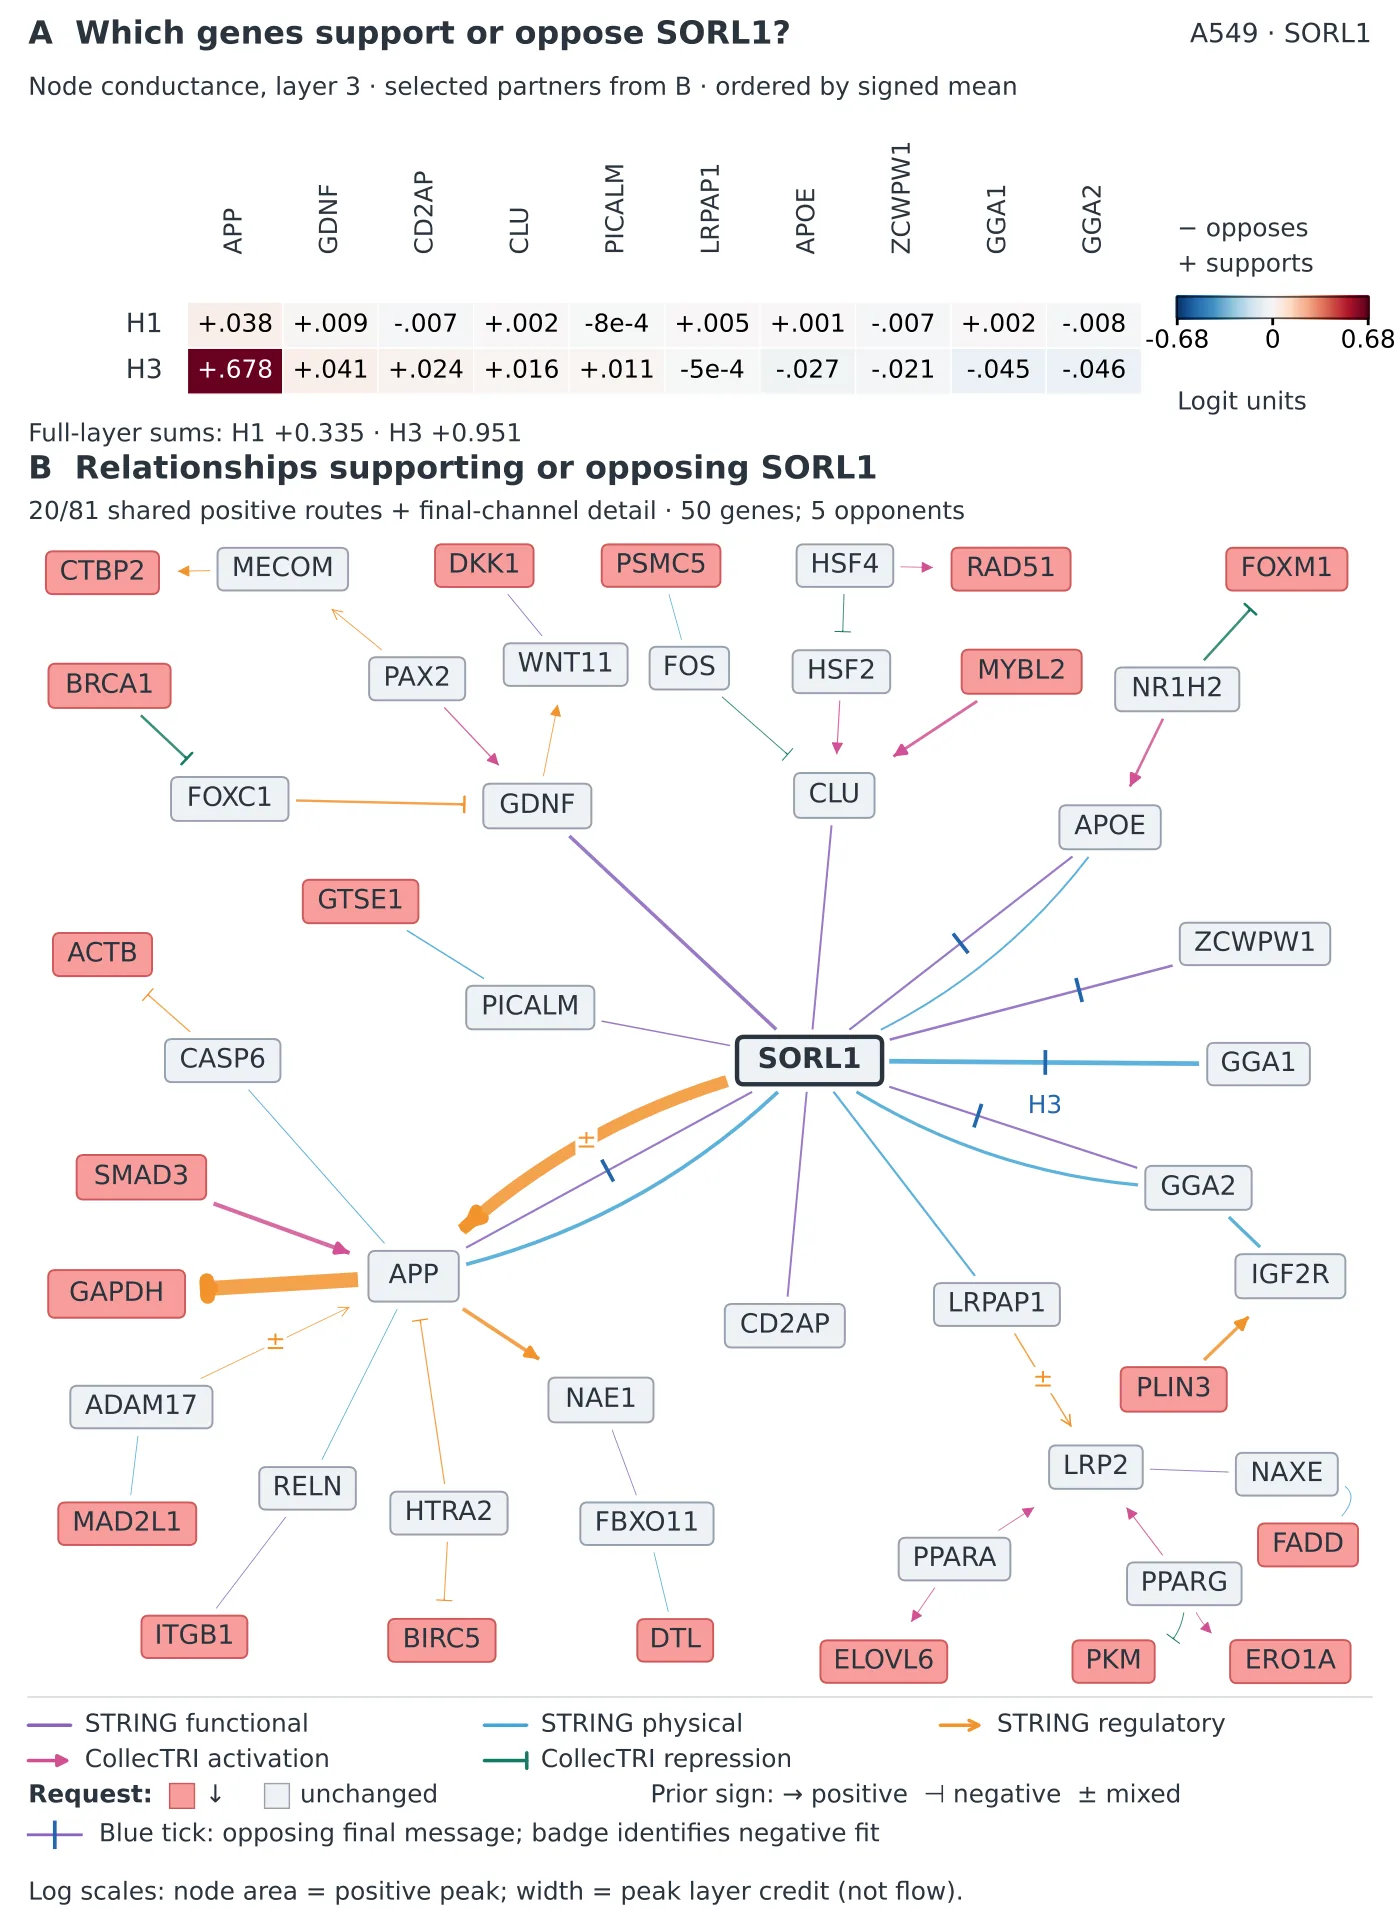 A Which genes support or oppose SORL1?
A549 · SORL1
Node conductance, layer 3 · selected partners from B · ordered by signed mean
APP GDNF CD2AP CLU PICALM LRPAP1 APOE ZCWPW1 GGA1 GGA2
− opposes
+ supports
H1 +.038 +.009 -.007 +.002 -8e-4 +.005 +.001 -.007 +.002 -.008
-0.68 0 0.68
H3 +.678 +.041 +.024 +.016 +.011 -5e-4 -.027 -.021 -.045 -.046
Logit units
Full-layer sums: H1 +0.335 · H3 +0.951
B Relationships supporting or opposing SORL1
20/81 shared positive routes + final-channel detail · 50 genes; 5 opponents
CTBP2 MECOM DKK1 PSMC5 HSF4 RAD51 FOXM1
BRCA1 PAX2 WNT11 FOS HSF2 MYBL2 NR1H2
FOXC1 GDNF CLU APOE
GTSE1
ACTB ZCWPW1
PICALM
CASP6 SORL1 GGA1
H3
±
SMAD3 GGA2
GAPDH APP IGF2R
CD2AP LRPAP1
±
±
ADAM17 NAE1 PLIN3
RELN LRP2 NAXE
MAD2L1 HTRA2 FBXO11 FADD
PPARA PPARG
ITGB1 BIRC5 DTL ELOVL6 PKM ERO1A
STRING functional STRING physical STRING regulatory
CollecTRI activation CollecTRI repression
Request: ↓ unchanged Prior sign: → positive ⊣ negative ± mixed
Blue tick: opposing final message; badge identifies negative fit
Log scales: node area = positive peak; width = peak layer credit (not flow).